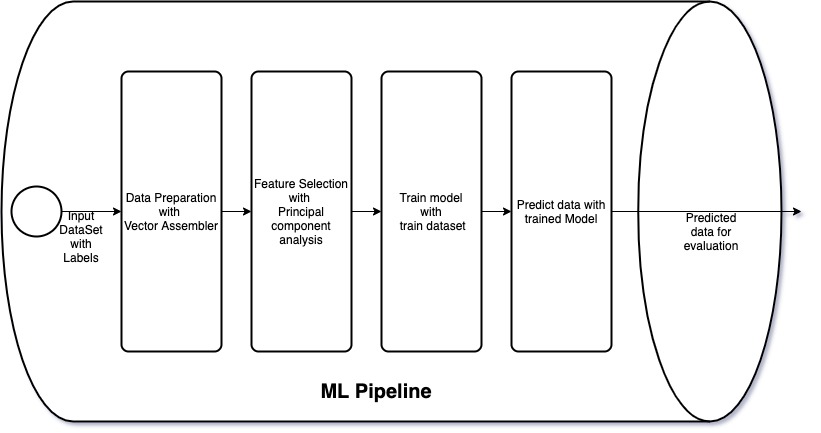 Input
DataSet
with
Labels
Data Preparation
with
Vector Assembler
Feature Selection
with
Principal
component
analysis
Train model
with
train dataset
Predict data with
trained Model
Predicted
data for
evaluation
ML Pipeline